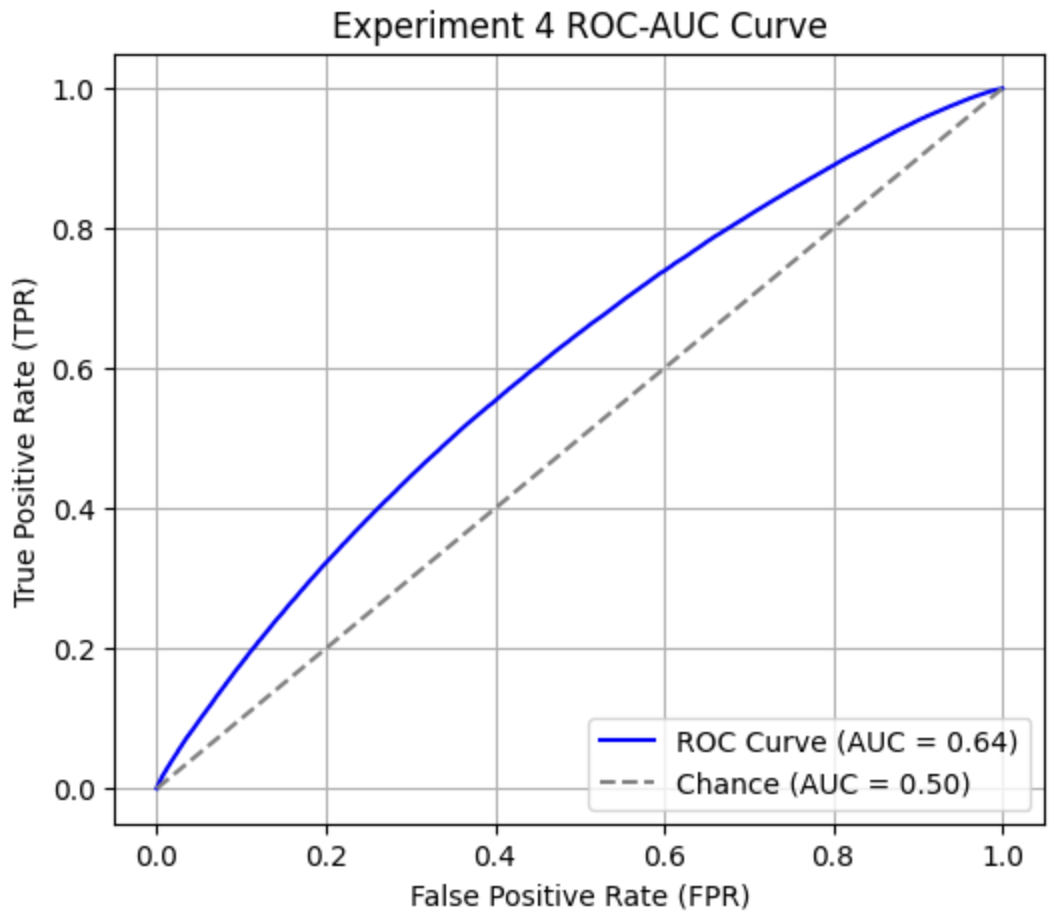 Experiment 4 ROC-AUC Curve
1.0
0.8
0.6
0.4
0.2
0.0
True Positive Rate (TPR)
ROC Curve (AUC = 0.64)
Chance (AUC = 0.50)
0.0 0.2 0.4 0.6 0.8 1.0
False Positive Rate (FPR)